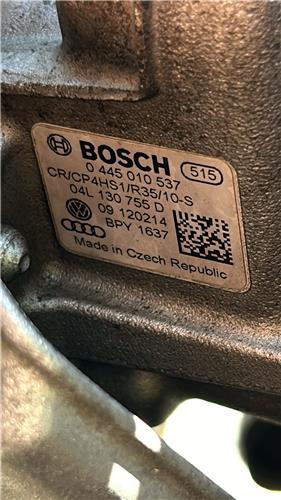 BOSCH 515
0 445 010 537
CR/CP4HS1/R35/10-S
04L 130 755 D
09 120214
BPY 1637
Made in Czech Republic